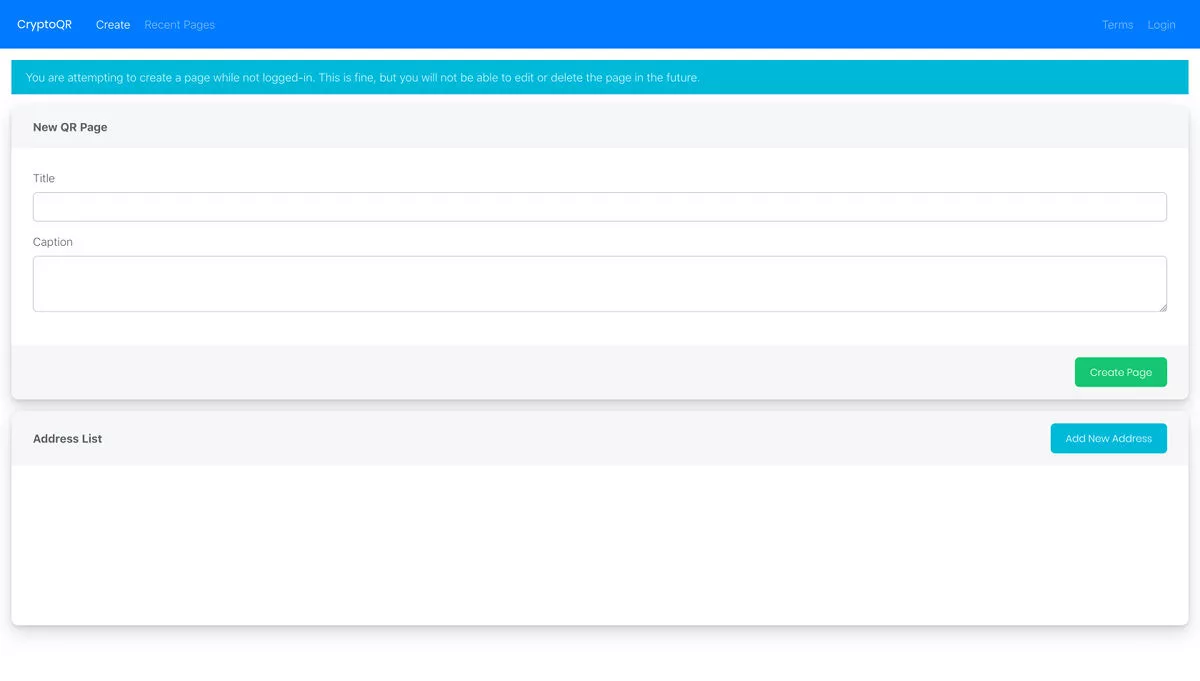 CryptoQR Create Recent Pages Terms Login
You are attempting to create a page while not logged-in. This is fine, but you will not be able to edit or delete the page in the future.
New QR Page
Title
Caption
Create Page
Address List Add New Address